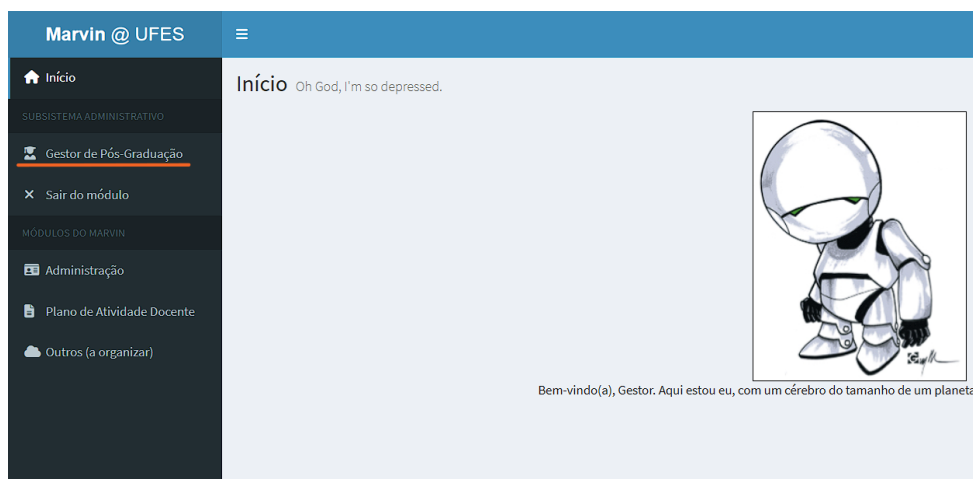 Marvin @ UFES
Início
SUBSISTEMA ADMINISTRATIVO
Gestor de Pós-Graduação
Sair do módulo
MÓDULOS DO MARVIN
Administração
Plano de Atividade Docente
Outros (a organizar)
Início Oh God, I'm so depressed.
Bem-vindo(a), Gestor. Aqui estou eu, com um cérebro do tamanho de um planeta